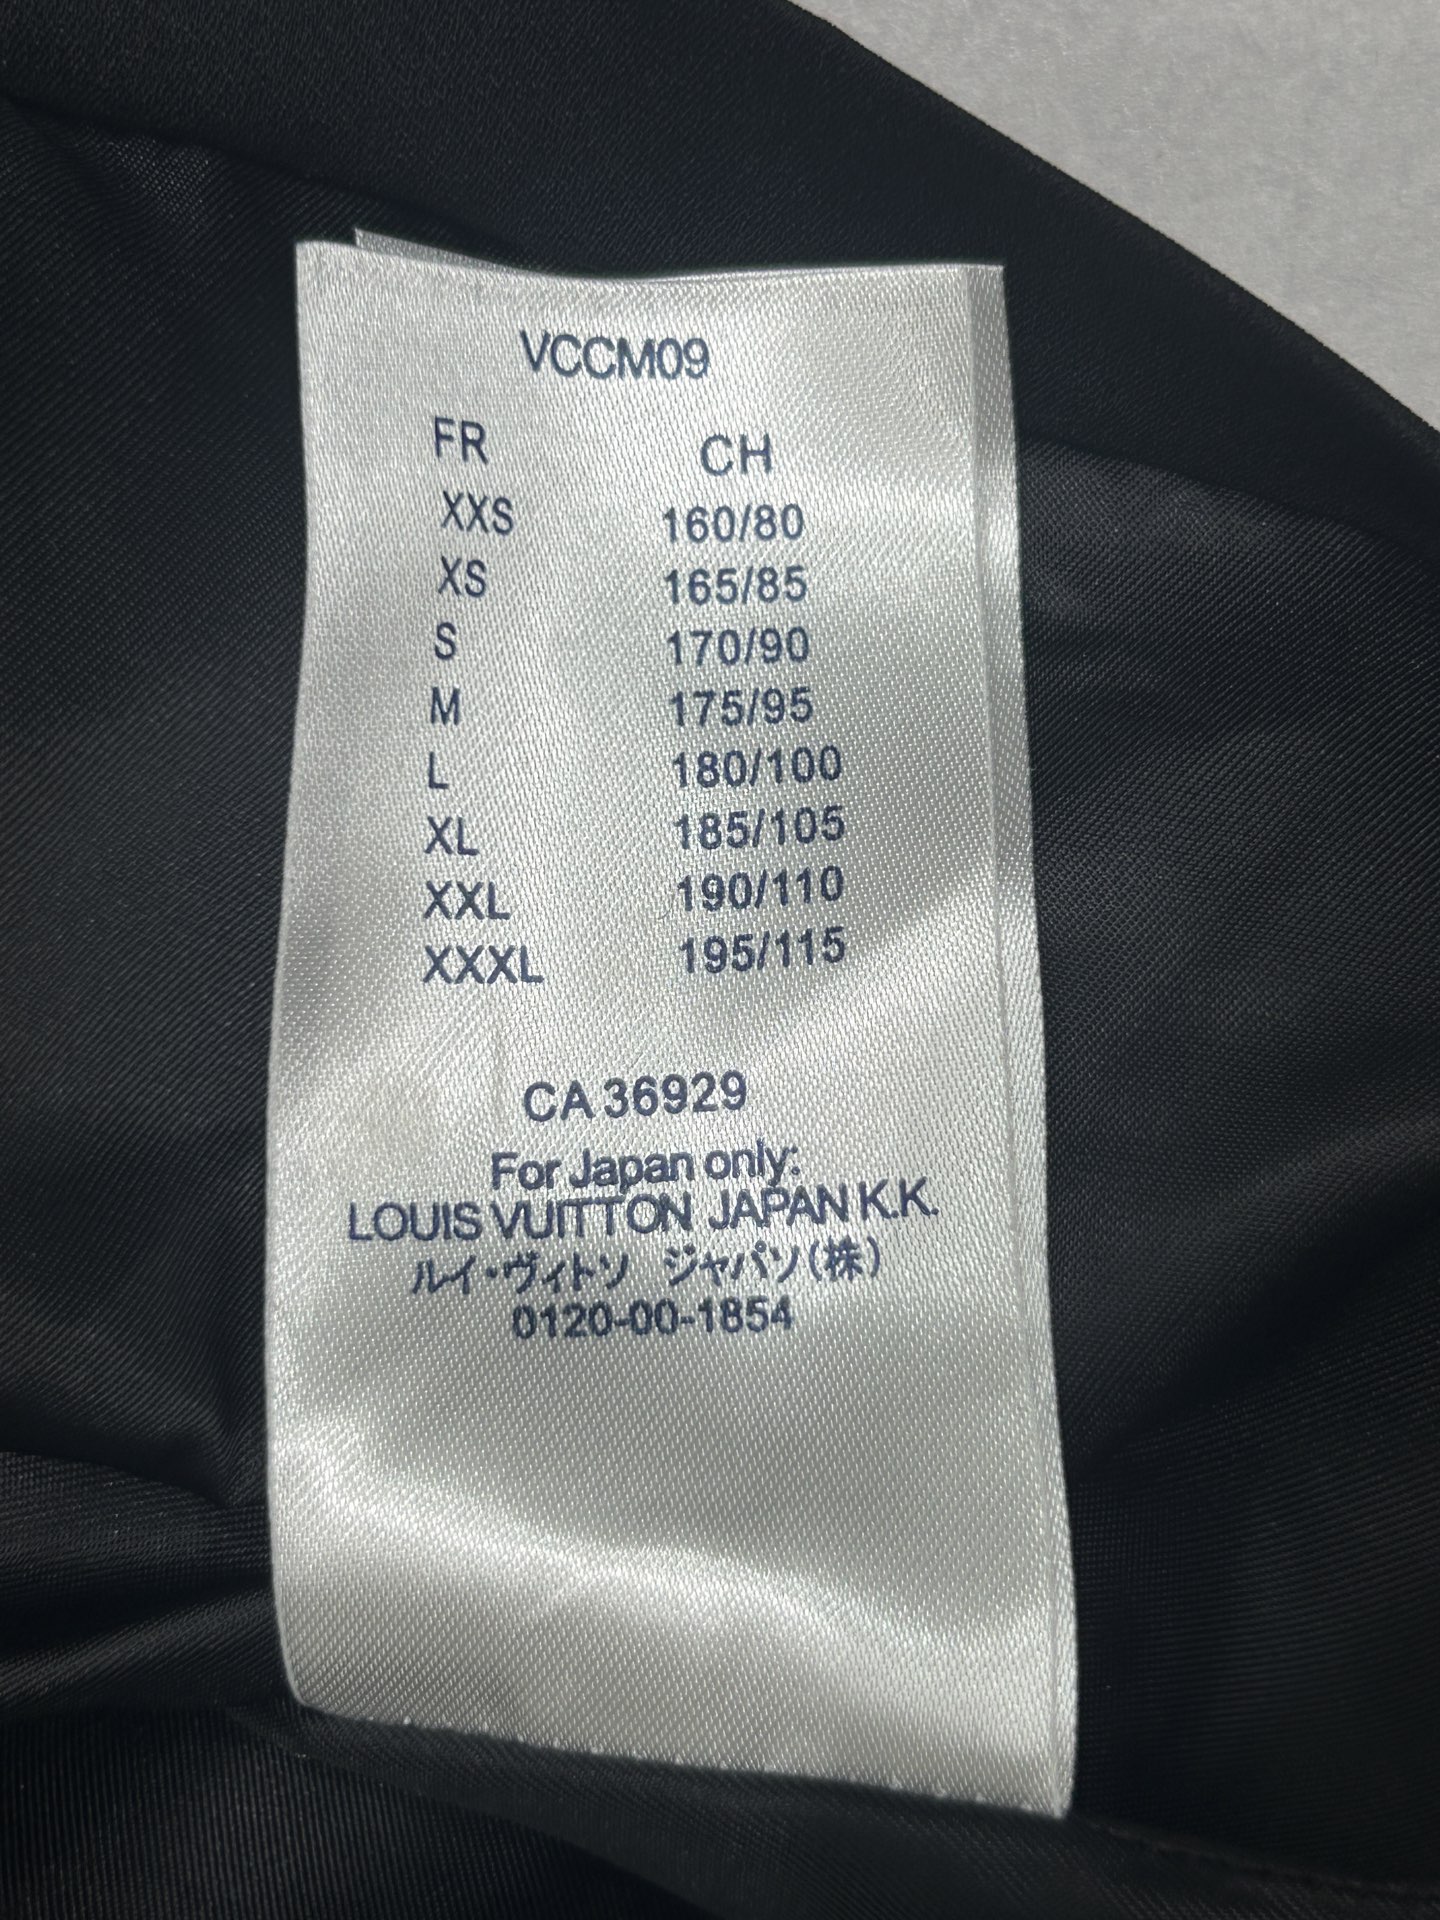 VCCM09
FR CH
XXS 160/80
XS 165/85
S 170/90
M 175/95
L 180/100
XL 185/105
XXL 190/110
XXXL 195/115
CA 36929
For Japan only:
LOUIS VUITTON JAPAN K.K.
ルイ・ヴィトソ ジャパソ(株)
0120-00-1854